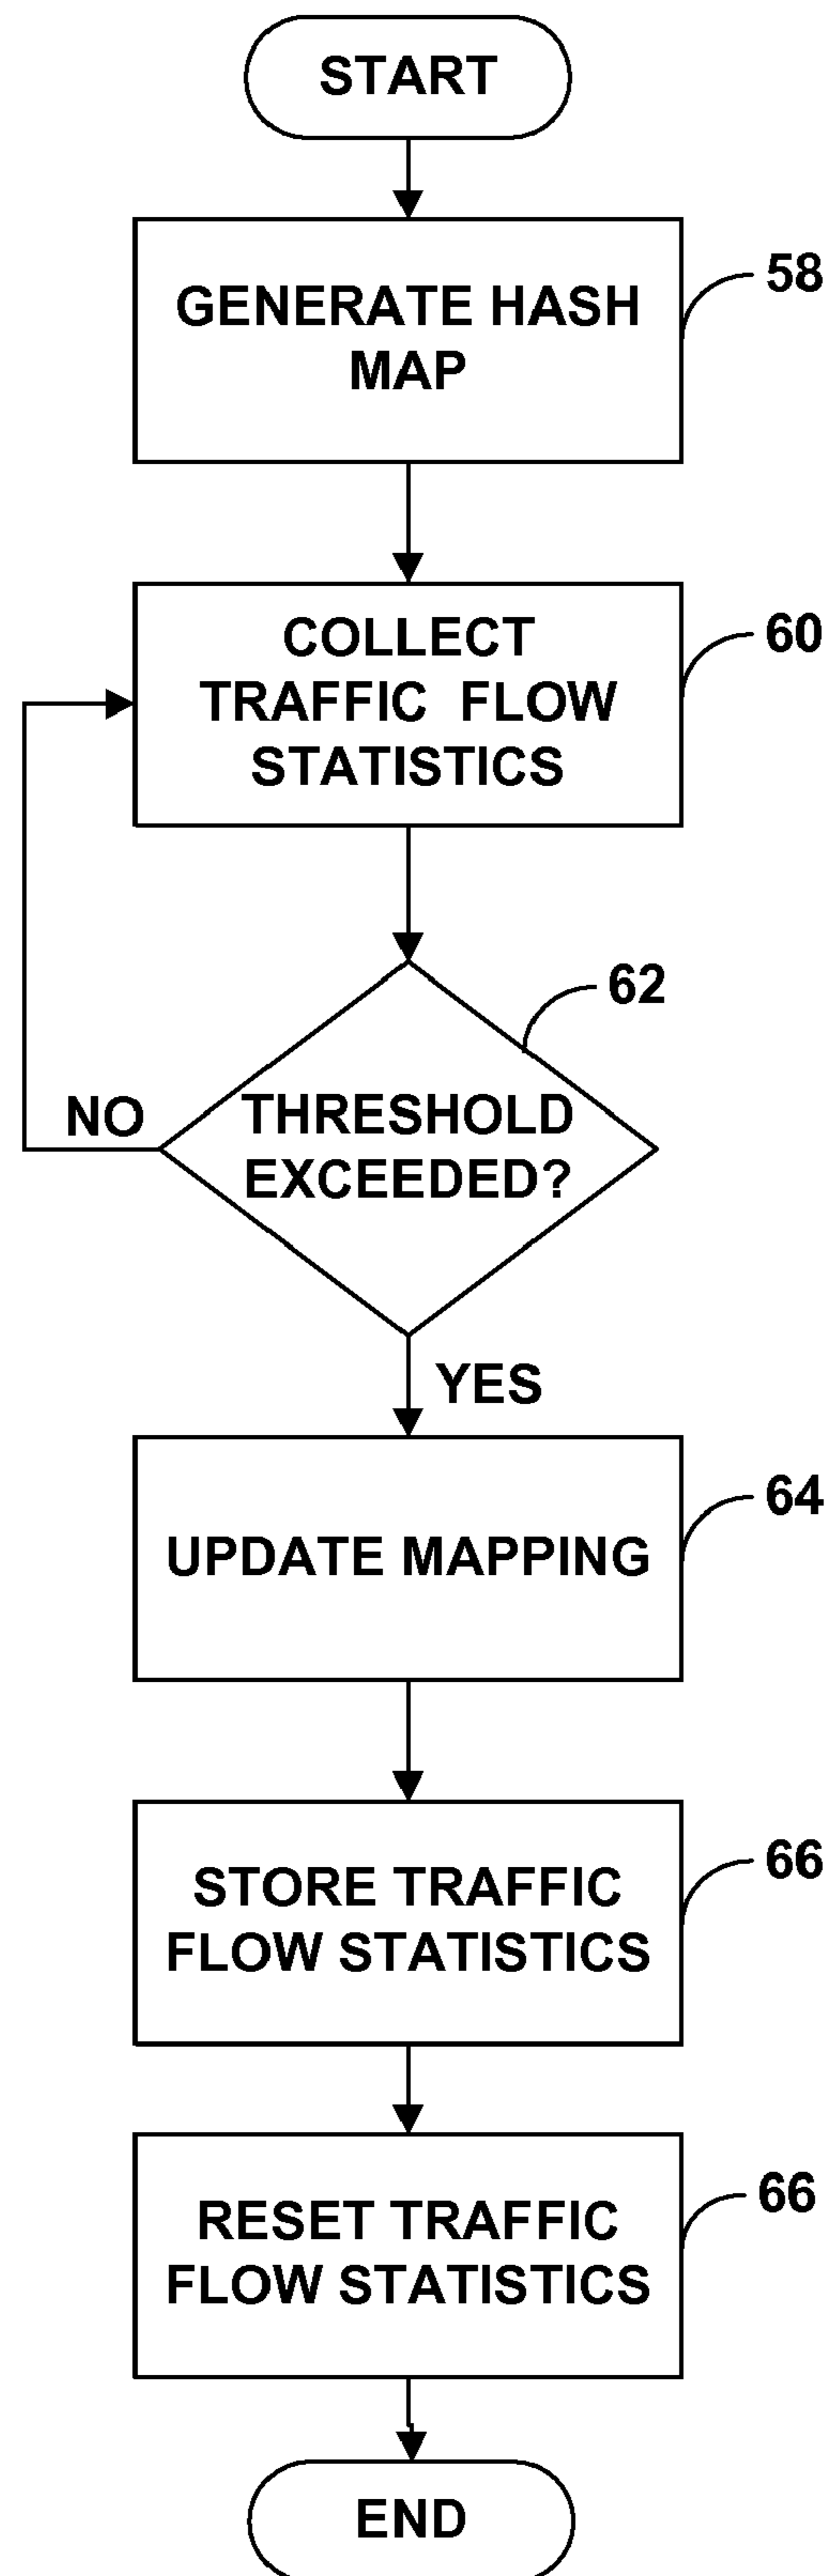 START
58
GENERATE HASH
MAP
60
COLLECT
TRAFFIC FLOW
STATISTICS
62
THRESHOLD
EXCEEDED?
NO
YES
64
UPDATE MAPPING
66
STORE TRAFFIC
FLOW STATISTICS
66
RESET TRAFFIC
FLOW STATISTICS
END